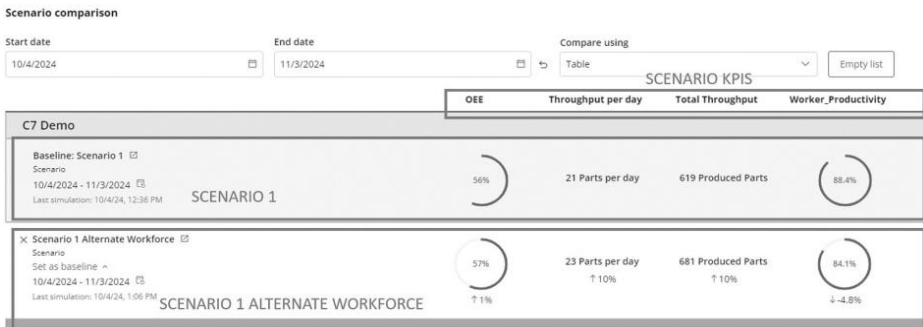 Scenario comparison
Start date End date Compare using
10/4/2024 11/3/2024 Table Empty list
SCENARIO KPIS
OEE Throughput per day Total Throughput Worker_Productivity
C7 Demo
Baseline: Scenario 1
Scenario
10/4/2024 - 11/3/2024
Last simulation: 10/4/24, 12:36 PM
SCENARIO 1
56% 21 Parts per day 619 Produced Parts 88.4%
Scenario 1 Alternate Workforce
Scenario
Set as baseline
10/4/2024 - 11/3/2024
Last simulation: 10/4/24, 1:06 PM
SCENARIO 1 ALTERNATE WORKFORCE
57% 23 Parts per day 681 Produced Parts 84.1%
↑1% ↑10% ↑10% ↓-4.8%